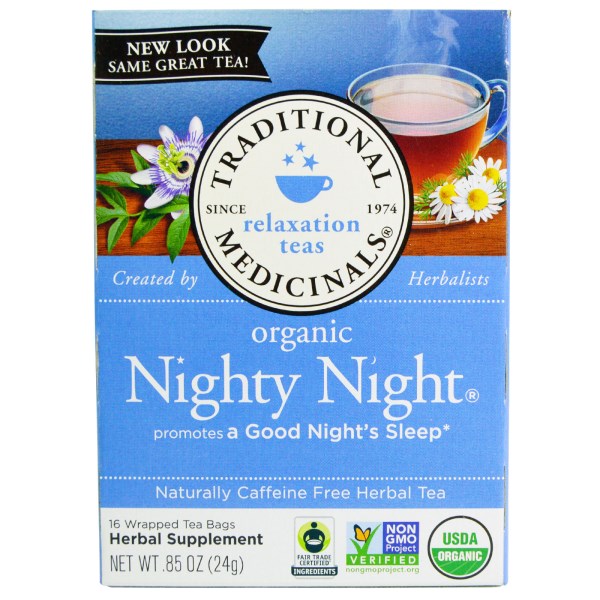 NEW LOOK
SAME GREAT TEA!
TRADITIONAL
SINCE 1974
relaxation
teas
MEDICINALS®
Created by Herbalists
organic
Nighty Night®
promotes a Good Night's Sleep*
Naturally Caffeine Free Herbal Tea
16 Wrapped Tea Bags
Herbal Supplement
NET WT .85 OZ (24g)
FAIR TRADE
CERTIFIED™
INGREDIENTS
NON
GMO
Project
VERIFIED
nongmoproject.org
USDA
ORGANIC